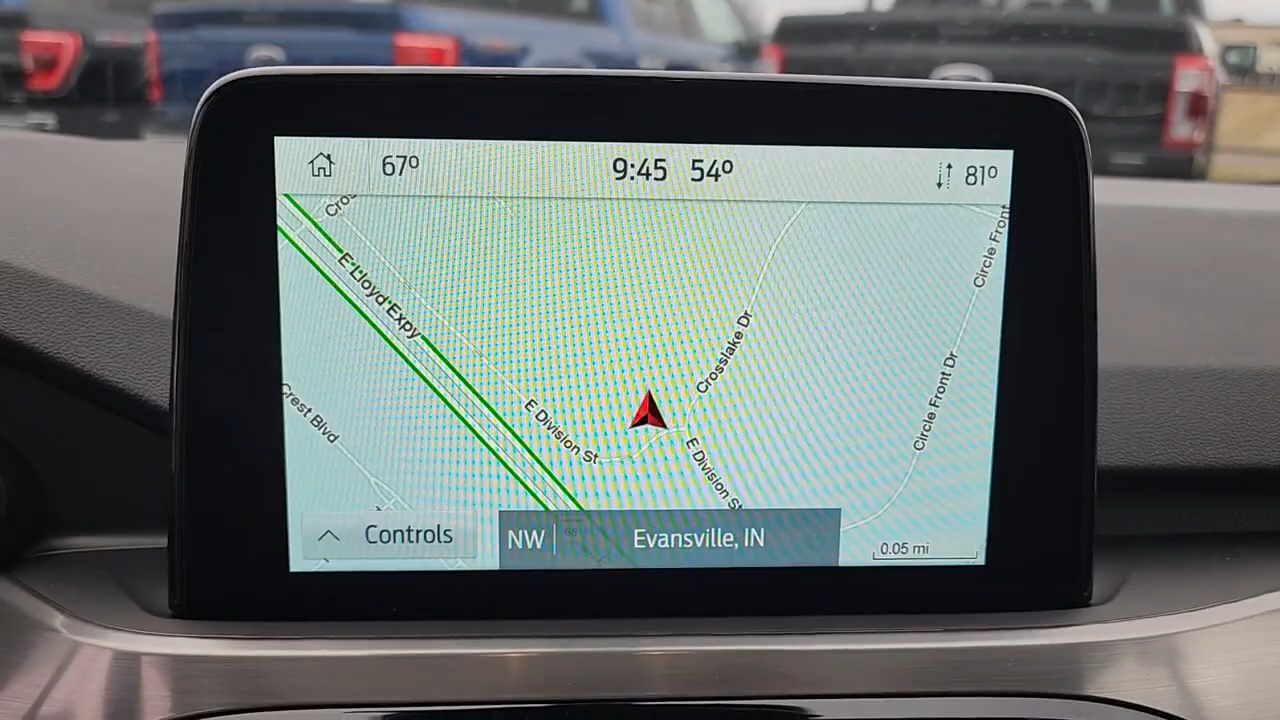 67° 9:45 54° 81°
Cros
E Lloyd Expy
Crosslake Dr
Circle Front
Circle Front Dr
Crest Blvd
E Division St
E Division St
Controls
NW
Evansville, IN
0.05 mi